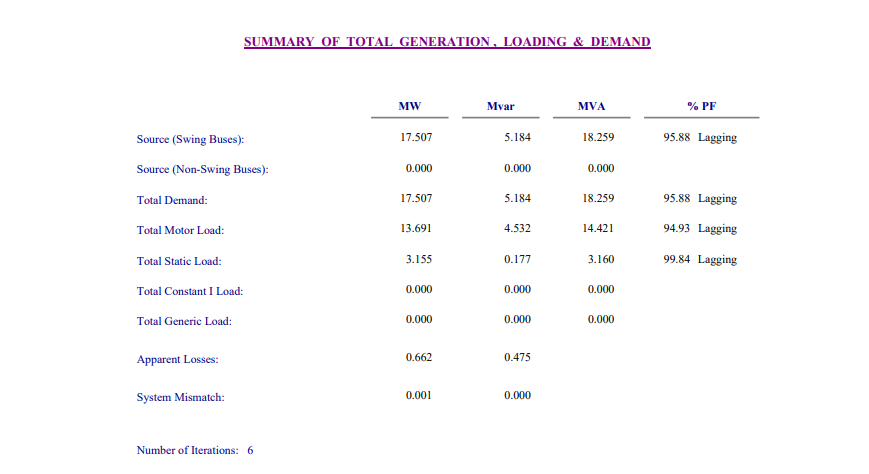 SUMMARY OF TOTAL GENERATION , LOADING & DEMAND
MW Mvar MVA % PF
Source (Swing Buses): 17.507 5.184 18.259 95.88 Lagging
Source (Non-Swing Buses): 0.000 0.000 0.000
Total Demand: 17.507 5.184 18.259 95.88 Lagging
Total Motor Load: 13.691 4.532 14.421 94.93 Lagging
Total Static Load: 3.155 0.177 3.160 99.84 Lagging
Total Constant I Load: 0.000 0.000 0.000
Total Generic Load: 0.000 0.000 0.000
Apparent Losses: 0.662 0.475
System Mismatch: 0.001 0.000
Number of Iterations: 6